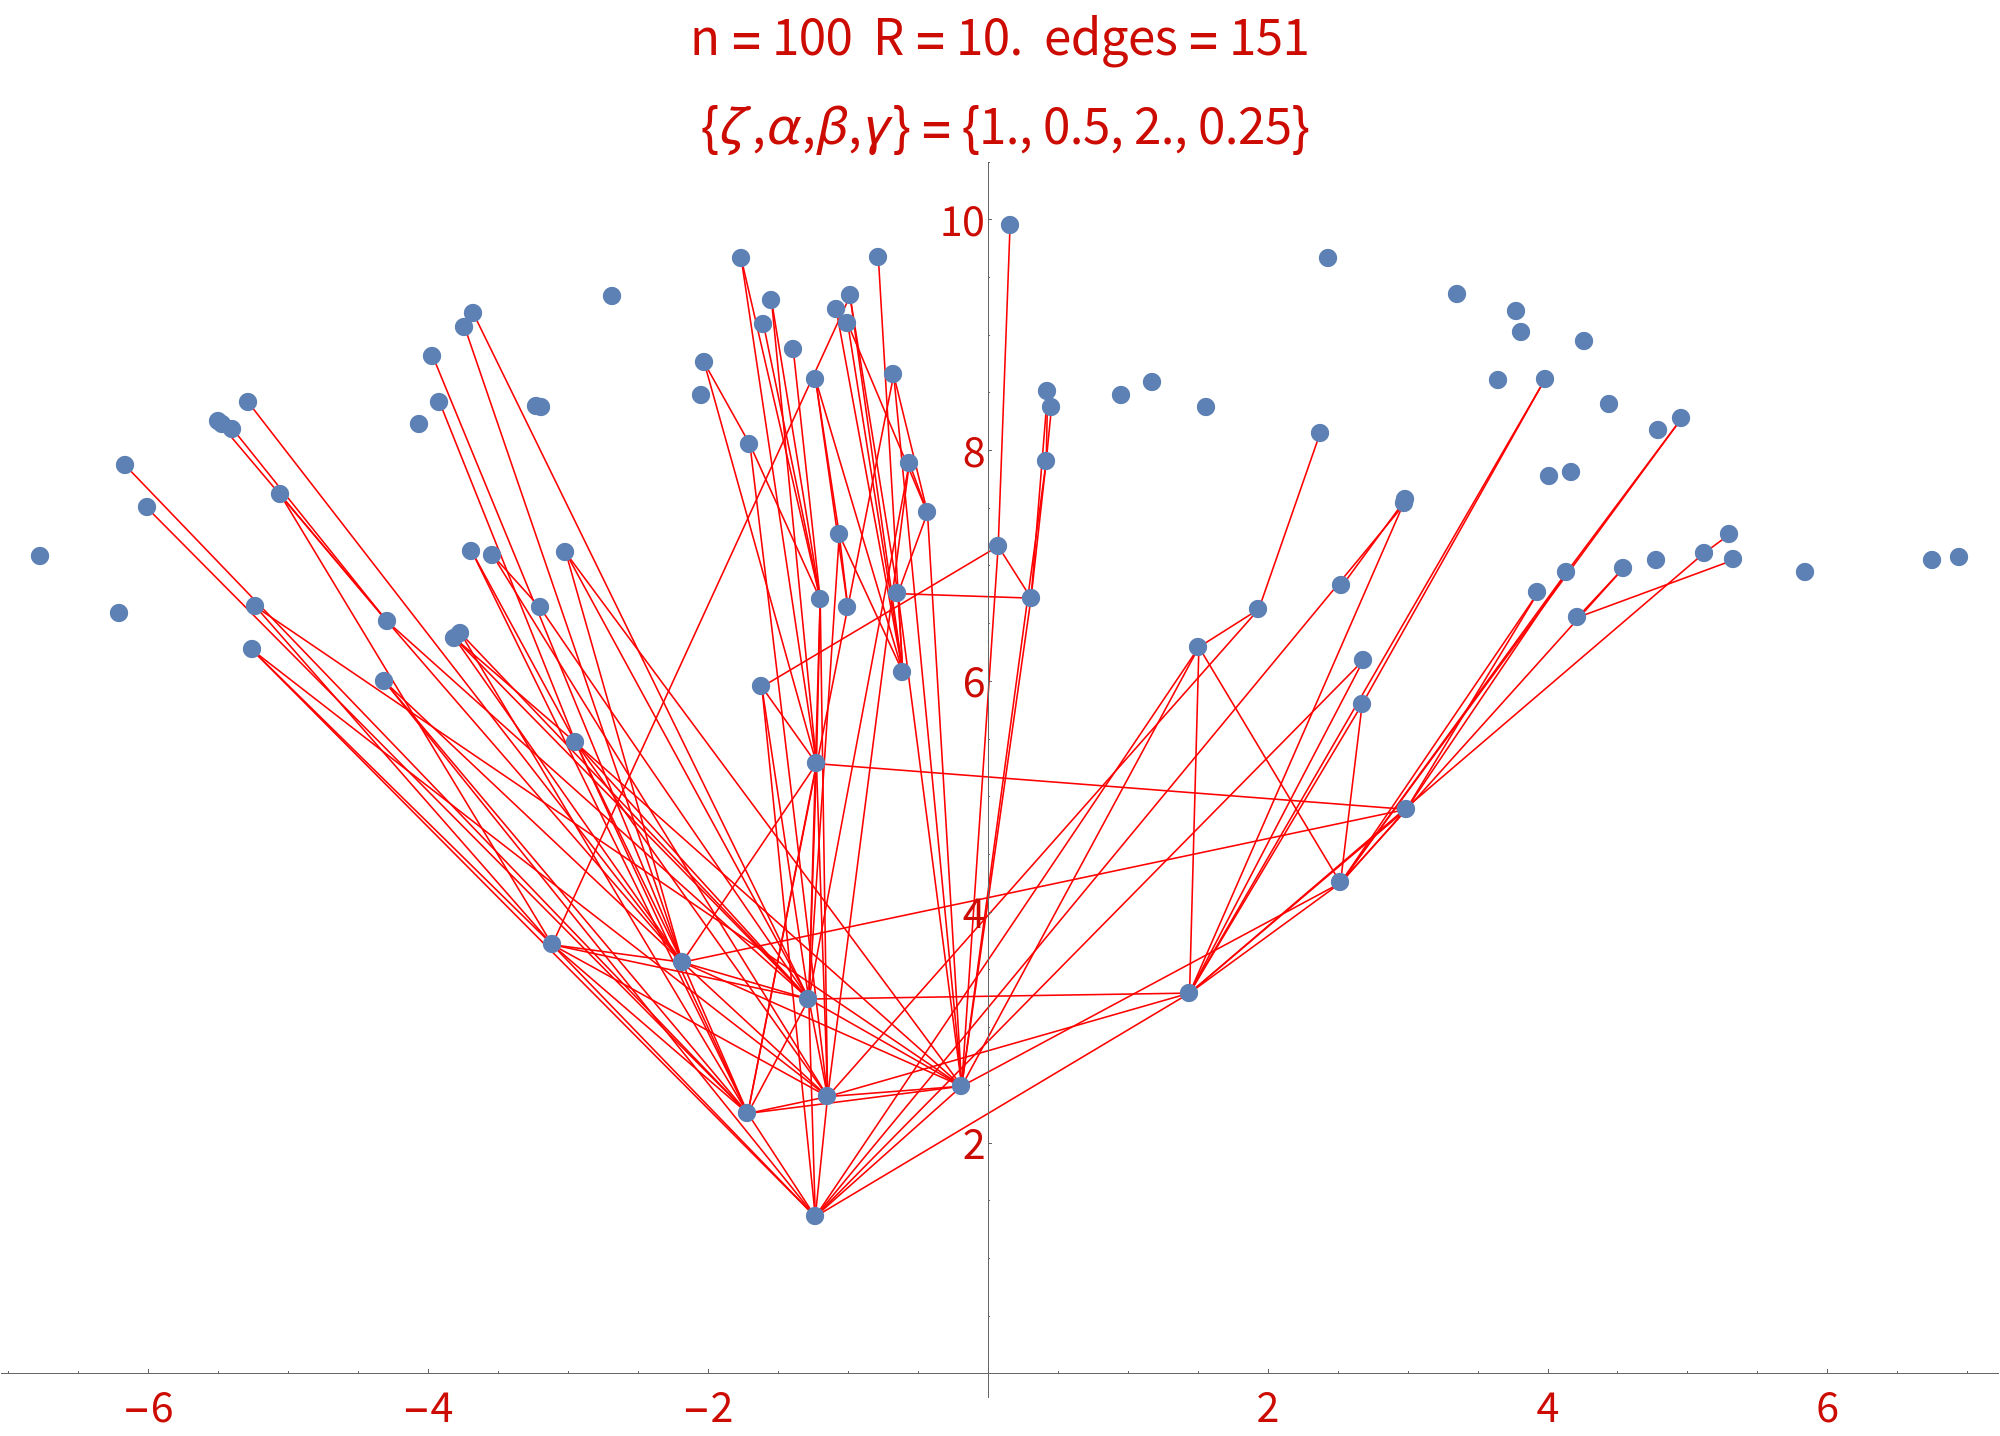 n = 100 R = 10. edges = 151
{ζ,α,β,γ} = {1., 0.5, 2., 0.25}
10
8
6
4
2
−6 −4 −2 2 4 6